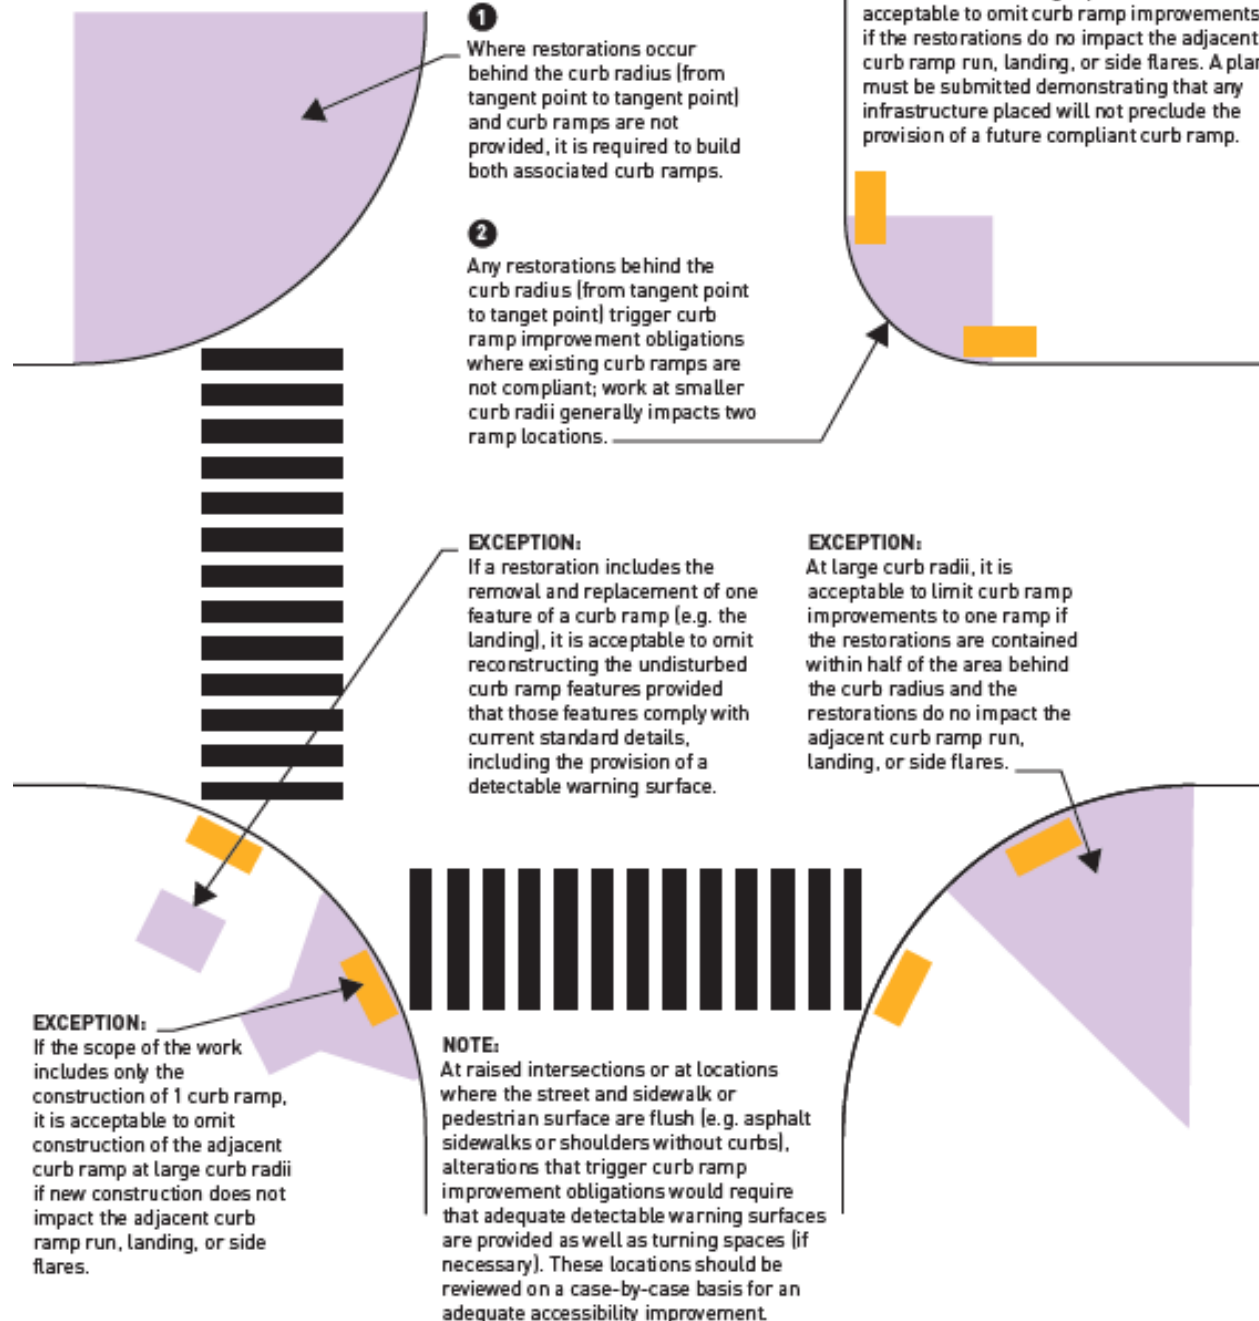 1
Where restorations occur
behind the curb radius (from
tangent point to tangent point)
and curb ramps are not
provided, it is required to build
both associated curb ramps.
2
Any restorations behind the
curb radius (from tangent point
to tanget point) trigger curb
ramp improvement obligations
where existing curb ramps are
not compliant; work at smaller
curb radii generally impacts two
ramp locations.
acceptable to omit curb ramp improvements
if the restorations do no impact the adjacent
curb ramp run, landing, or side flares. A plan
must be submitted demonstrating that any
infrastructure placed will not preclude the
provision of a future compliant curb ramp.
EXCEPTION:
If a restoration includes the
removal and replacement of one
feature of a curb ramp (e.g. the
landing), it is acceptable to omit
reconstructing the undisturbed
curb ramp features provided
that those features comply with
current standard details,
including the provision of a
detectable warning surface.
EXCEPTION:
At large curb radii, it is
acceptable to limit curb ramp
improvements to one ramp if
the restorations are contained
within half of the area behind
the curb radius and the
restorations do no impact the
adjacent curb ramp run,
landing, or side flares.
EXCEPTION:
If the scope of the work
includes only the
construction of 1 curb ramp,
it is acceptable to omit
construction of the adjacent
curb ramp at large curb radii
if new construction does not
impact the adjacent curb
ramp run, landing, or side
flares.
NOTE:
At raised intersections or at locations
where the street and sidewalk or
pedestrian surface are flush (e.g. asphalt
sidewalks or shoulders without curbs),
alterations that trigger curb ramp
improvement obligations would require
that adequate detectable warning surfaces
are provided as well as turning spaces (if
necessary). These locations should be
reviewed on a case-by-case basis for an
adequate accessibility improvement.